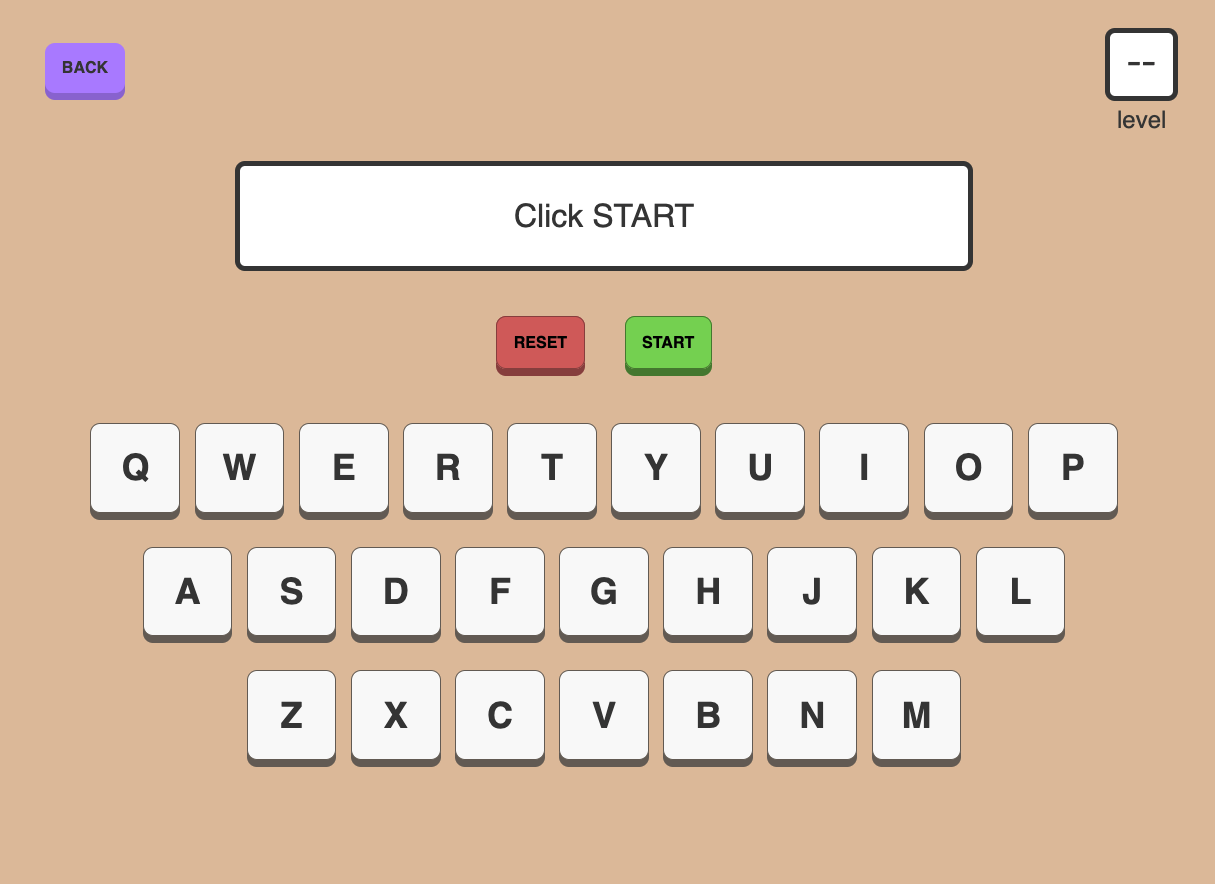 BACK
--
level
Click START
RESET START
Q W E R T Y U I O P
A S D F G H J K L
Z X C V B N M